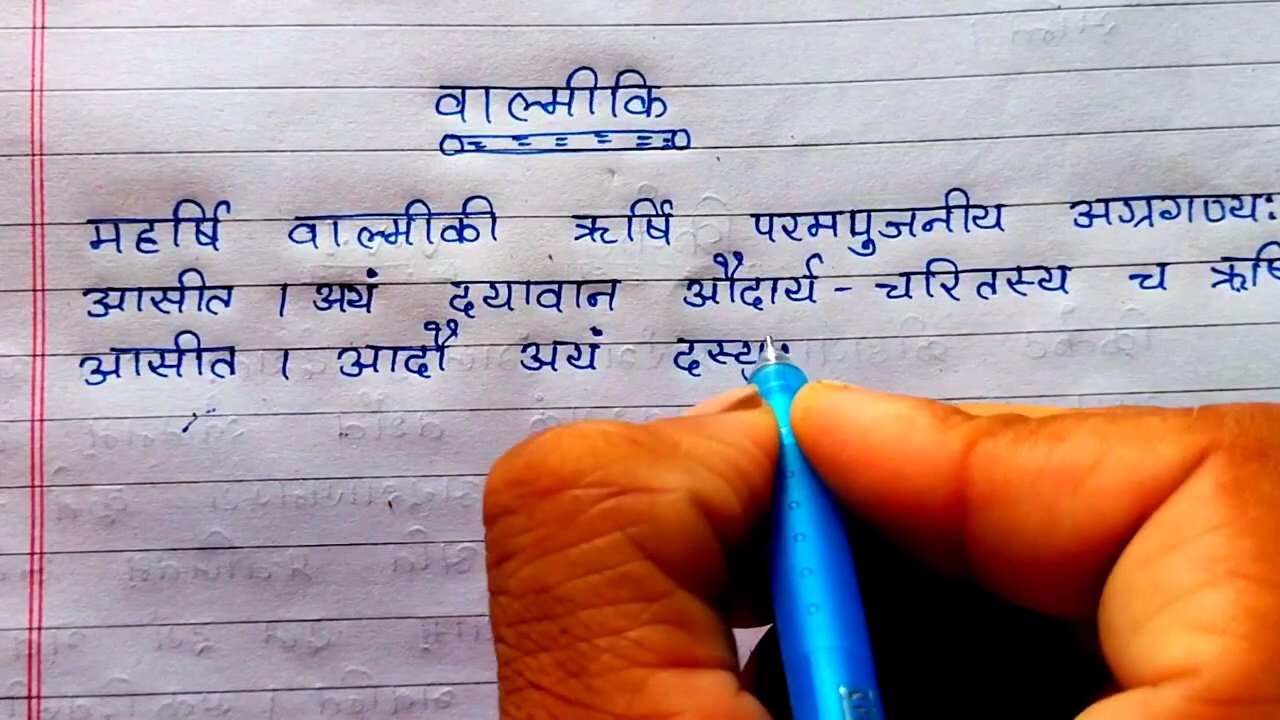 वाल्मीकि
महर्षि वाल्मीकी ऋर्षि परमपुजनीय अग्रगण्यः
आसीत । अयं दयावान औदार्य - चरितस्य च
आसीत । आदौ अयं